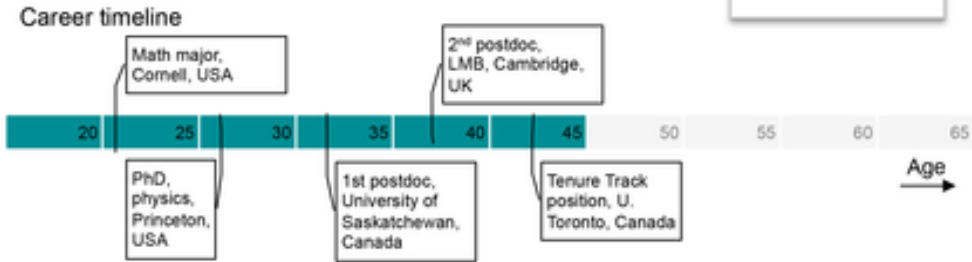 Career timeline
Math major,
Cornell, USA
2nd postdoc,
LMB, Cambridge,
UK
20 25 30 35 40 45 50 55 60 65
Age
PhD,
physics,
Princeton,
USA
1st postdoc,
University of
Saskatchewan,
Canada
Tenure Track
position, U.
Toronto, Canada